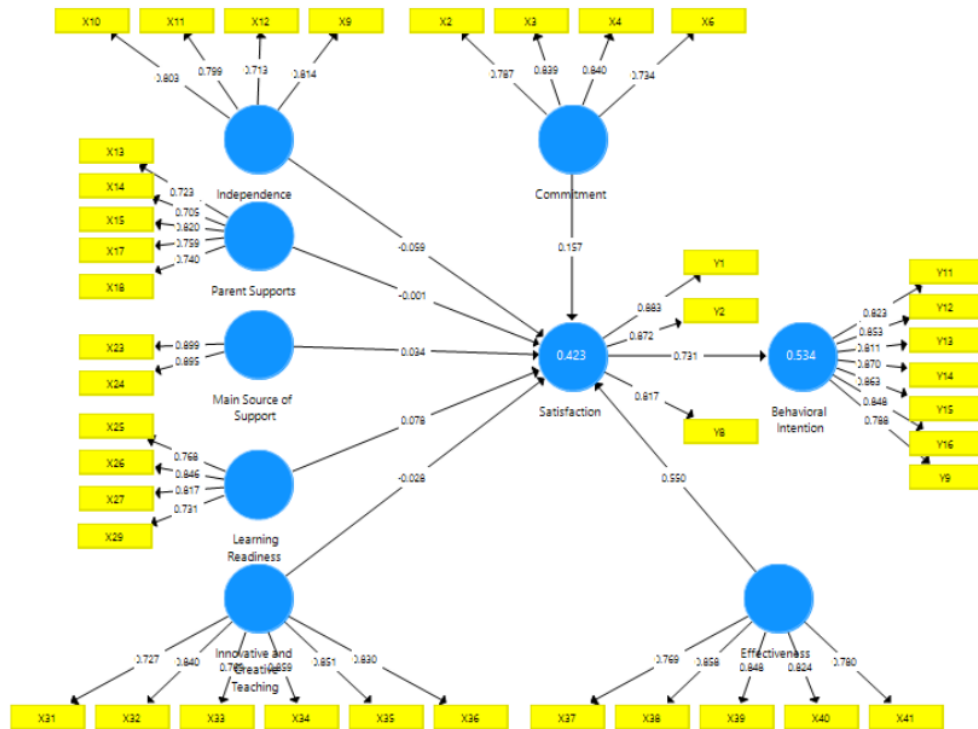 X10 X11 X12 X9 X2 X3 X4 X6
0.803 0.799 0.713 0.814 0.787 0.839 0.840 0.734
X13
X14
X15
X17
X18
0.723
0.705
0.820
0.759
0.740
Independence
Commitment
Parent Supports
-0.059
-0.001
0.157
X23
X24
0.899
0.895
Main Source of
Support
0.034
0.423
Satisfaction
Y1
Y2
Y8
0.883
0.872
0.817
0.731
0.534
Behavioral
Intention
0.823
0.853
0.811
0.870
0.863
0.848
0.788
Y11
Y12
Y13
Y14
Y15
Y16
Y9
X25
X26
X27
X29
0.768
0.846
0.817
0.731
Learning
Readiness
0.078
-0.028
0.550
Innovative and
Creative
Teaching
Effectiveness
0.727 0.840 0.859 0.851 0.830
0.769 0.858 0.848 0.824 0.780
X31 X32 X33 X34 X35 X36 X37 X38 X39 X40 X41